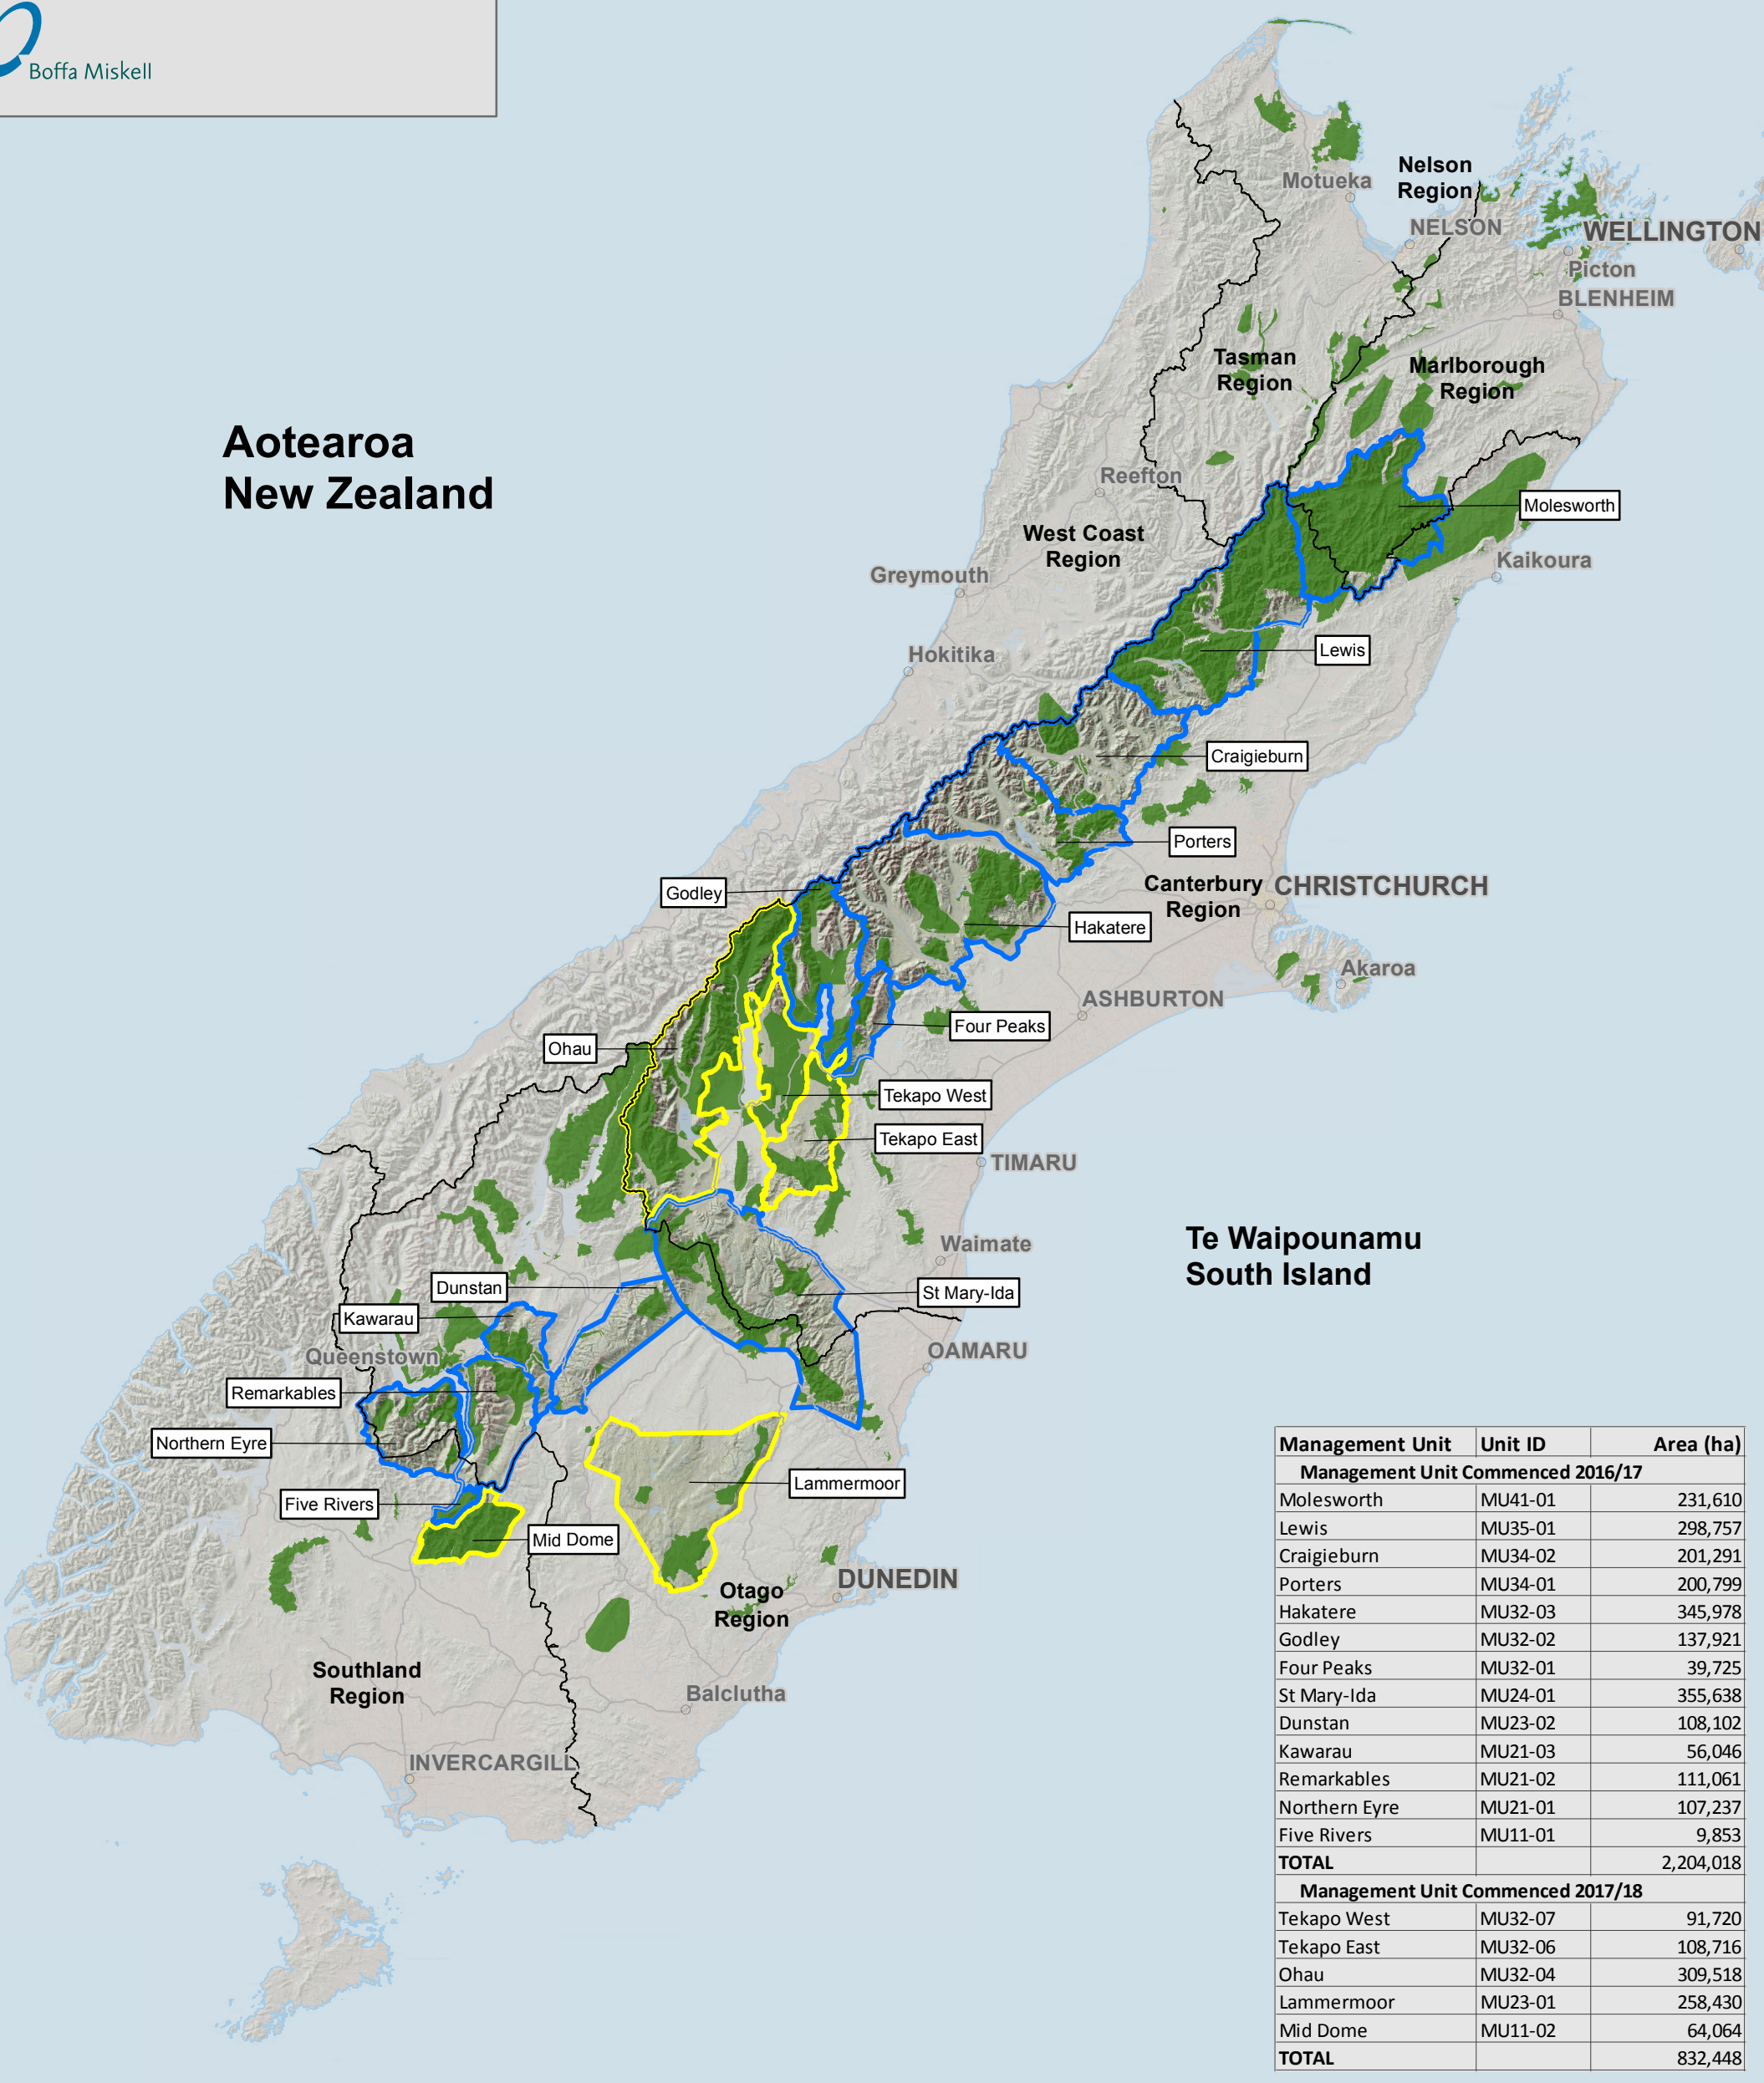 Boffa Miskell
Aotearoa
New Zealand
Nelson
Region
Motueka
NELSON
WELLINGTON
Picton
BLENHEIM
Tasman
Region
Marlborough
Region
Reefton
Molesworth
West Coast
Region
Kaikoura
Greymouth
Lewis
Hokitika
Craigieburn
Porters
Godley
Canterbury
Region
CHRISTCHURCH
Hakatere
Akaroa
ASHBURTON
Four Peaks
Ohau
Tekapo West
Tekapo East
TIMARU
Te Waipounamu
South Island
Waimate
Dunstan
St Mary-Ida
Kawarau
Queenstown
OAMARU
Remarkables
Northern Eyre
Lammermoor
Five Rivers
Mid Dome
DUNEDIN
Otago
Region
Southland
Region
Balclutha
INVERCARGILL
Management Unit Unit ID Area (ha)
Management Unit Commenced 2016/17
Molesworth MU41-01 231,610
Lewis MU35-01 298,757
Craigieburn MU34-02 201,291
Porters MU34-01 200,799
Hakatere MU32-03 345,978
Godley MU32-02 137,921
Four Peaks MU32-01 39,725
St Mary-Ida MU24-01 355,638
Dunstan MU23-02 108,102
Kawarau MU21-03 56,046
Remarkables MU21-02 111,061
Northern Eyre MU21-01 107,237
Five Rivers MU11-01 9,853
TOTAL 2,204,018
Management Unit Commenced 2017/18
Tekapo West MU32-07 91,720
Tekapo East MU32-06 108,716
Ohau MU32-04 309,518
Lammermoor MU23-01 258,430
Mid Dome MU11-02 64,064
TOTAL 832,448